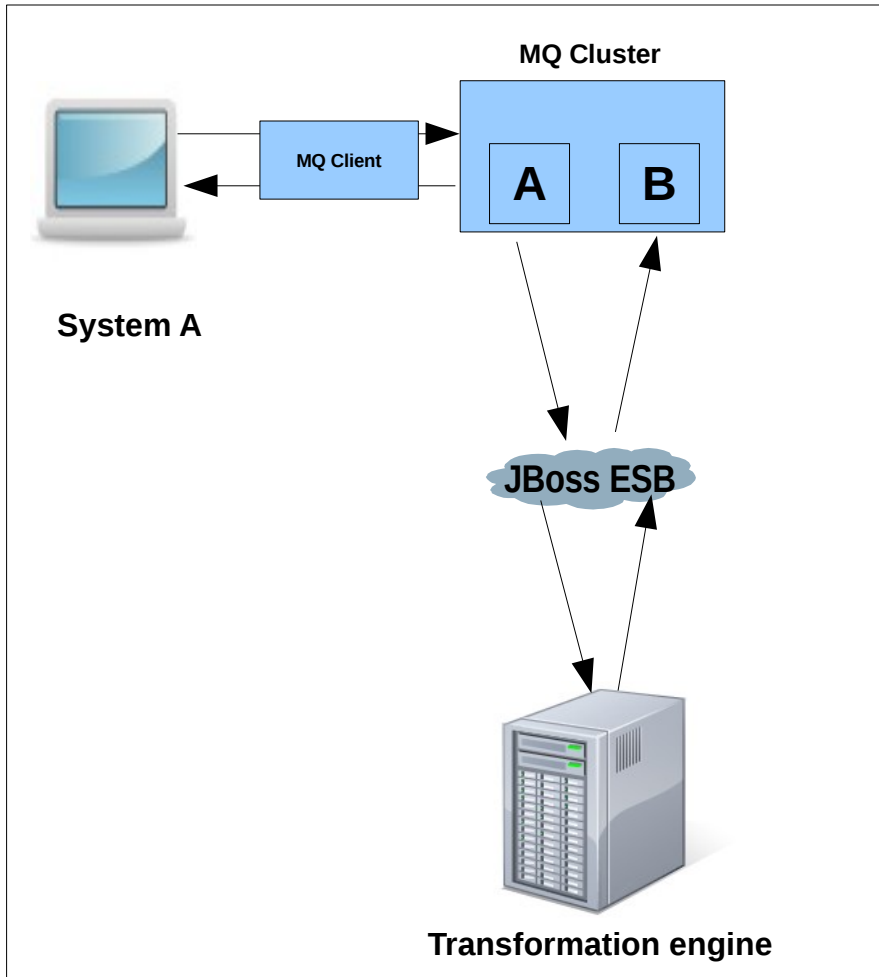 MQ Cluster
MQ Client
A
B
System A
JBoss ESB
Transformation engine